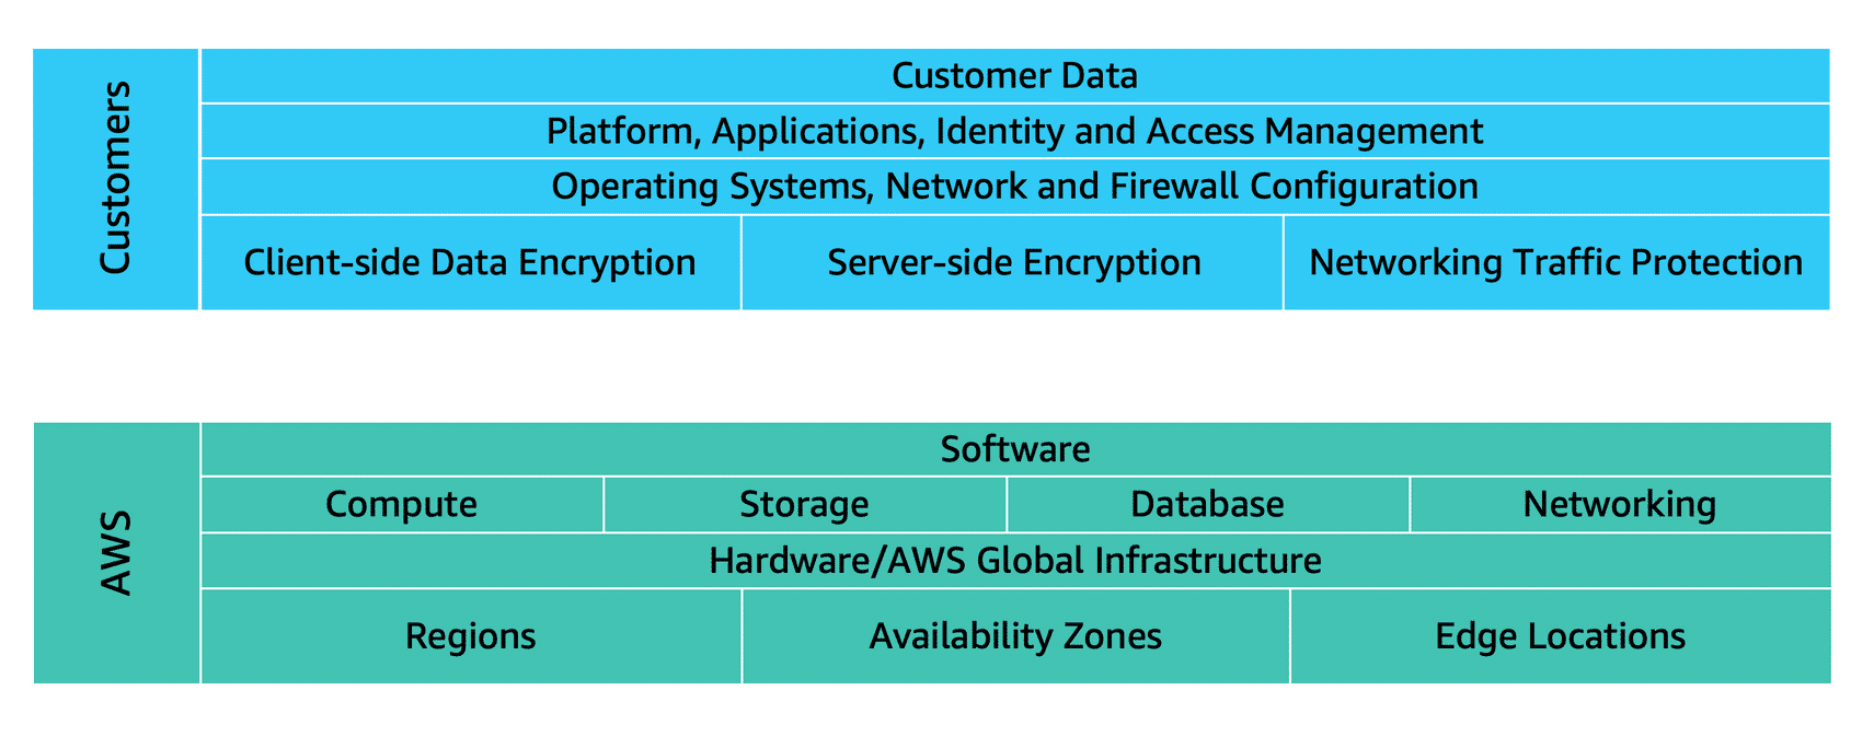 Customers
Customer Data
Platform, Applications, Identity and Access Management
Operating Systems, Network and Firewall Configuration
Client-side Data Encryption
Server-side Encryption
Networking Traffic Protection
AWS
Software
Compute
Storage
Database
Networking
Hardware/AWS Global Infrastructure
Regions
Availability Zones
Edge Locations